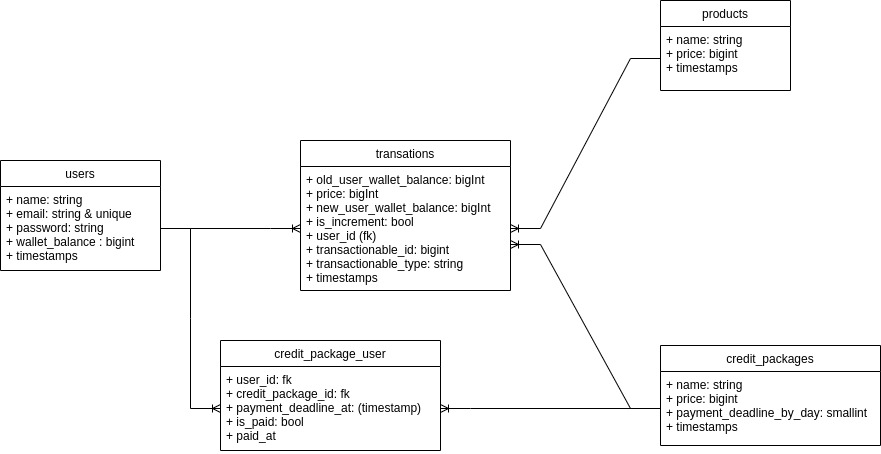 products
+ name: string
+ price: bigint
+ timestamps
transations
+ old_user_wallet_balance: bigInt
+ price: bigInt
+ new_user_wallet_balance: bigInt
+ is_increment: bool
+ user_id (fk)
+ transactionable_id: bigint
+ transactionable_type: string
+ timestamps
users
+ name: string
+ email: string & unique
+ password: string
+ wallet_balance : bigint
+ timestamps
credit_package_user
+ user_id: fk
+ credit_package_id: fk
+ payment_deadline_at: (timestamp)
+ is_paid: bool
+ paid_at
credit_packages
+ name: string
+ price: bigint
+ payment_deadline_by_day: smallint
+ timestamps